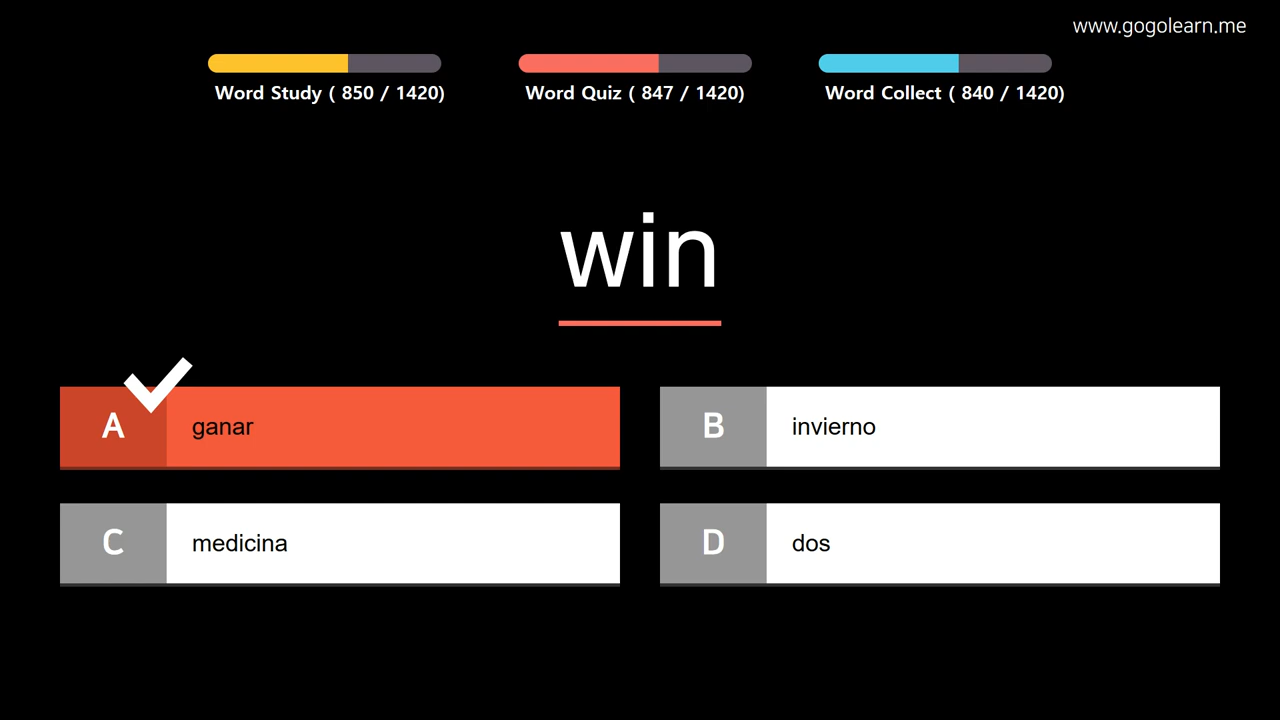 www.gogolearn.me
Word Study ( 850 / 1420)
Word Quiz ( 847 / 1420)
Word Collect ( 840 / 1420)
win
A ganar
B invierno
C medicina
D dos